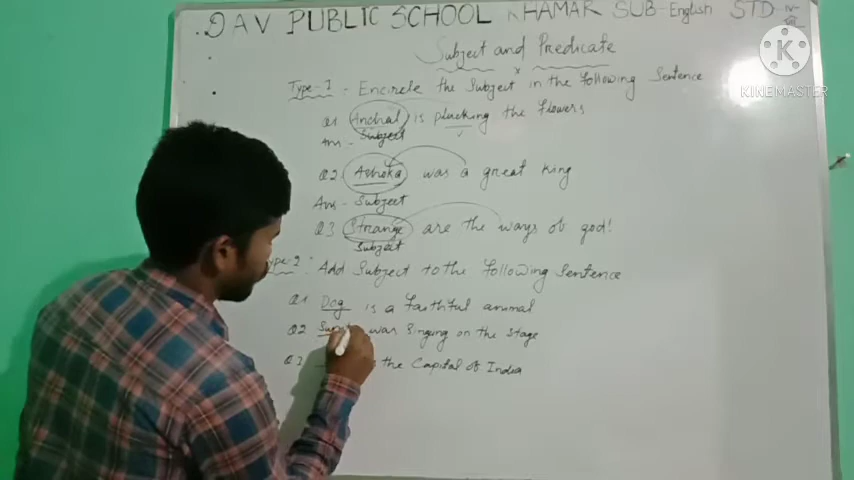 DAV PUBLIC SCHOOL KHAMAR SUB-English STD-IV
Subject and Predicate
Type-I - Encircle the Subject in the following Sentence
Q1 Anchal is plucking the flowers
Ans - Subject
Q2. Ashoka was a great king
Ans - Subject
Q3 Strange are the ways of god!
Subject
Type-2: Add Subject to the following Sentence
Q1 Dog is a faithful animal
Q2 was Singing on the Stage
Q3 the Capital of India
K
KINEMASTER